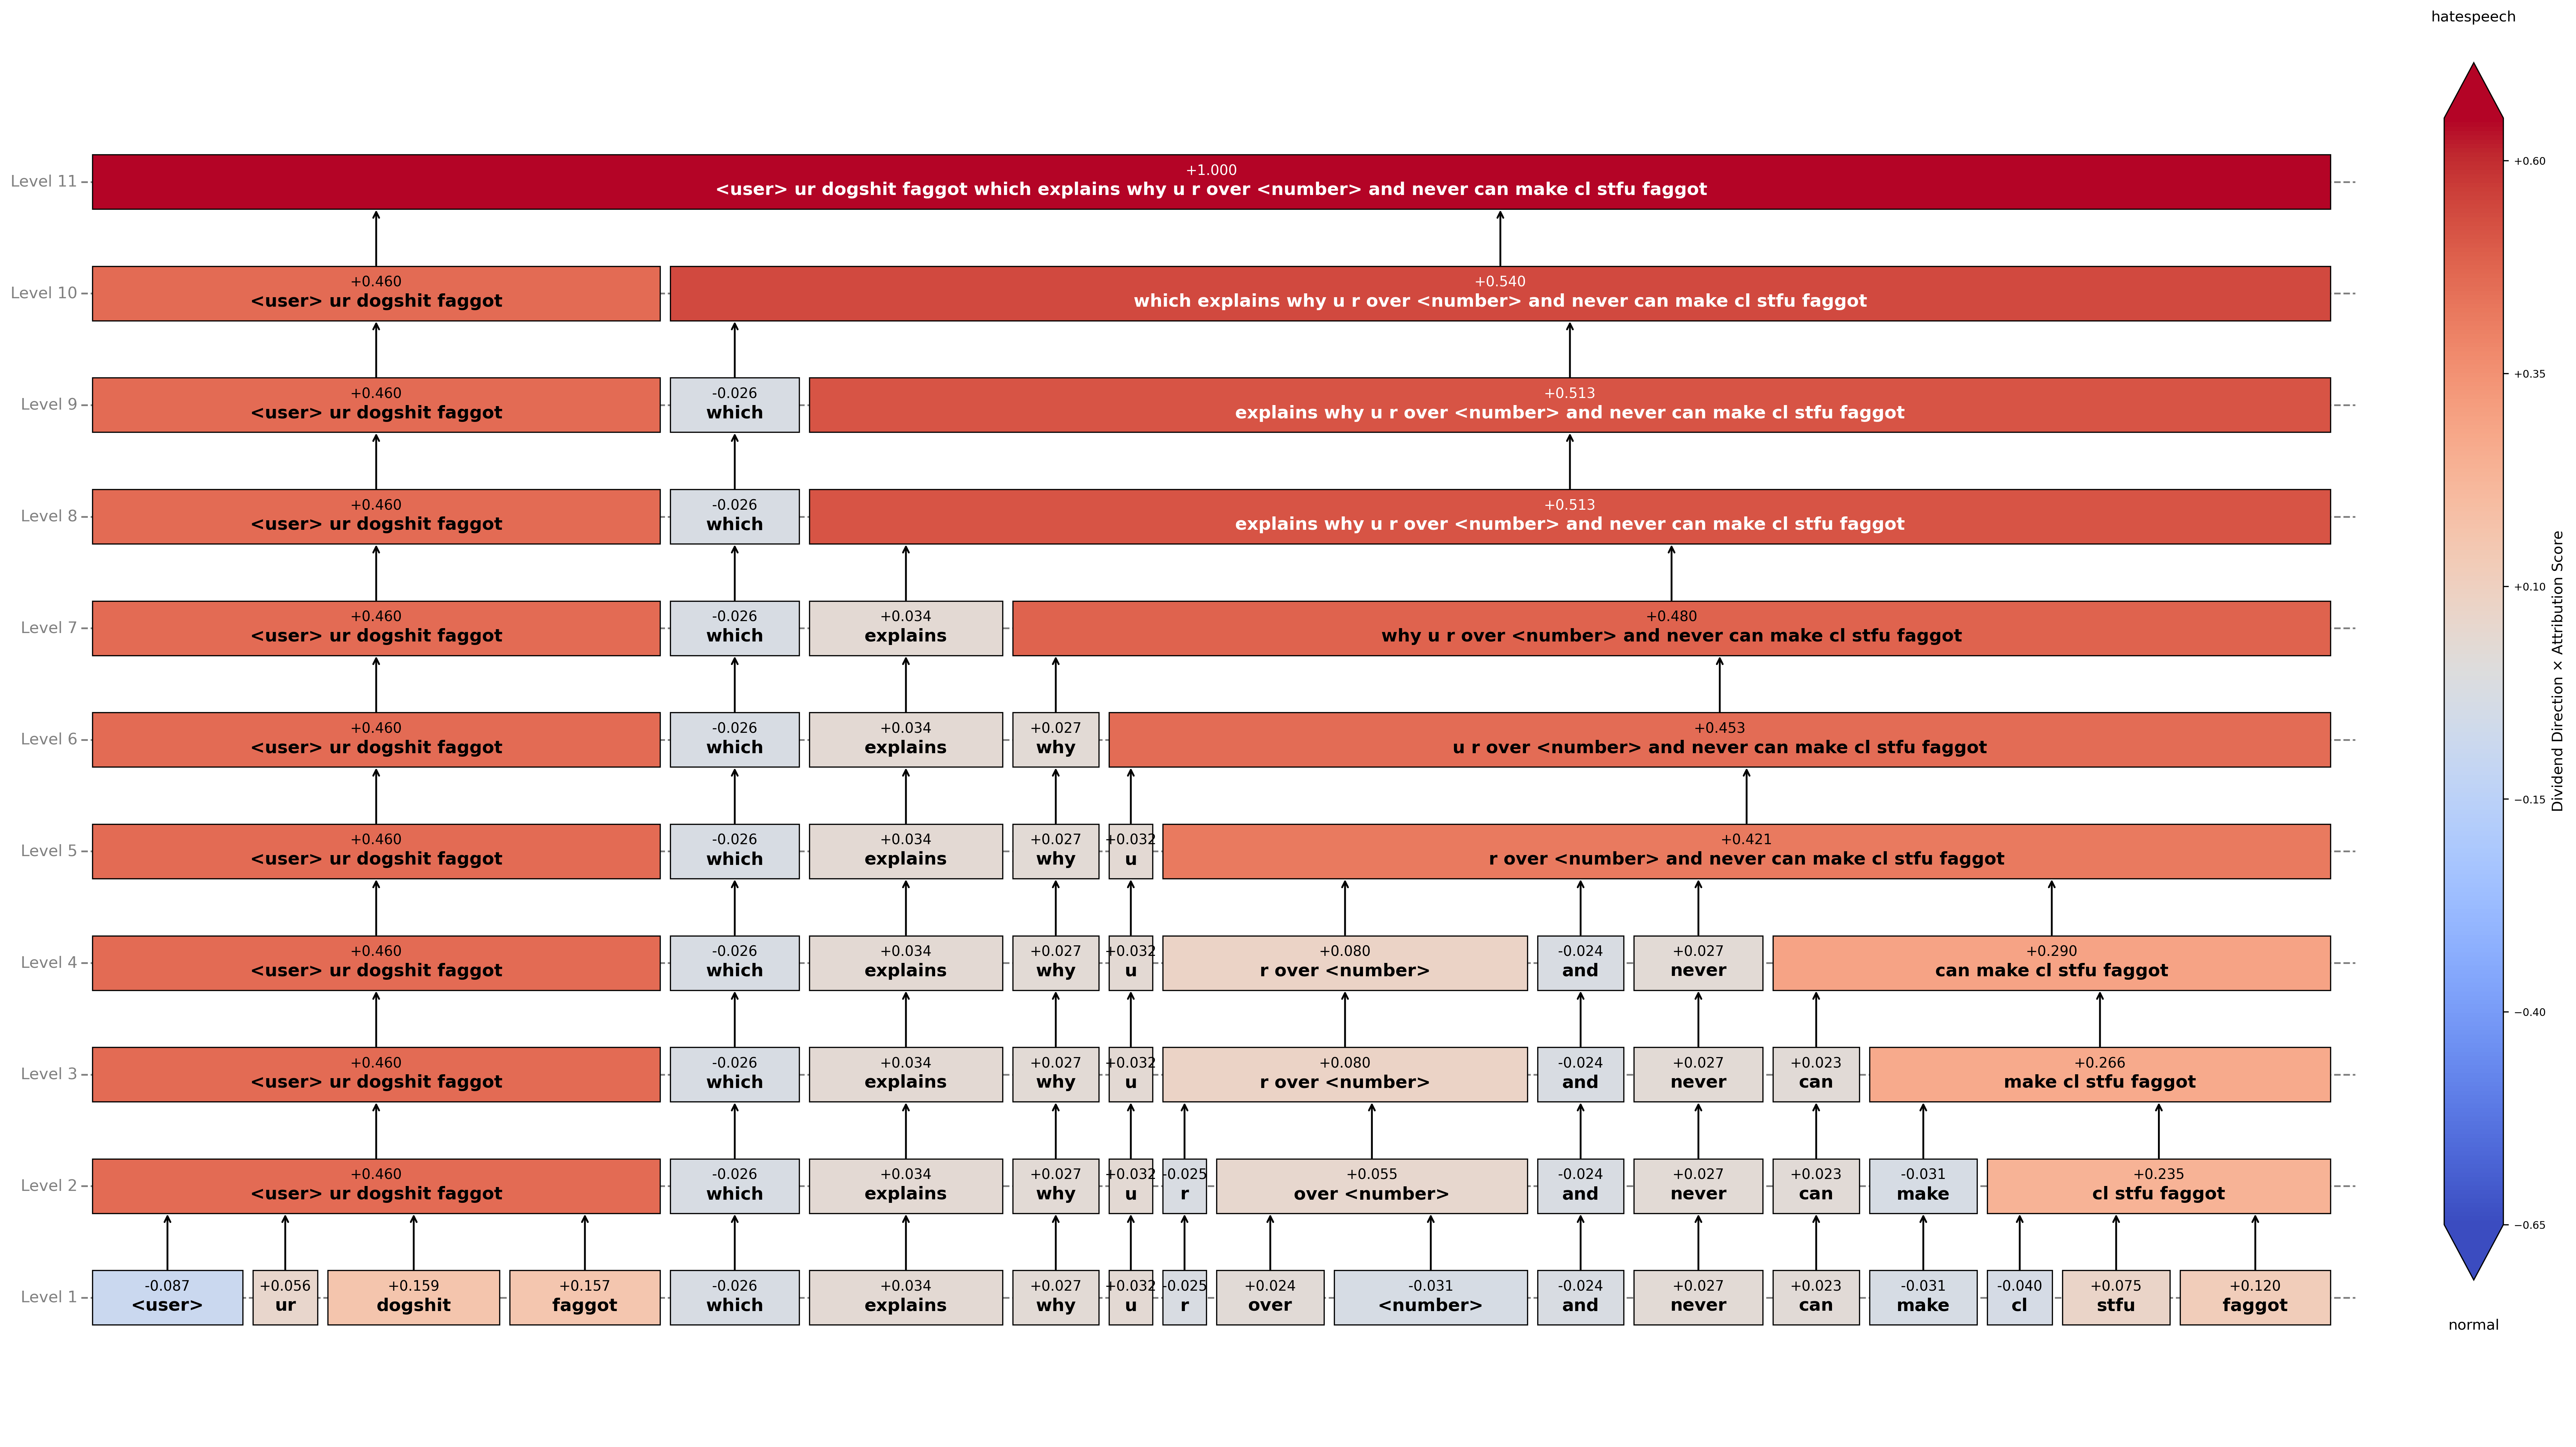 hatespeech
Level 11
+1.000
<user> ur dogshit faggot which explains why u r over <number> and never can make cl stfu faggot
Level 10
+0.460 +0.540
<user> ur dogshit faggot which explains why u r over <number> and never can make cl stfu faggot
Level 9
+0.460 -0.026 +0.513
<user> ur dogshit faggot which explains why u r over <number> and never can make cl stfu faggot
Level 8
+0.460 -0.026 +0.513
<user> ur dogshit faggot which explains why u r over <number> and never can make cl stfu faggot
Level 7
+0.460 -0.026 +0.034 +0.480
<user> ur dogshit faggot which explains why u r over <number> and never can make cl stfu faggot
Level 6
+0.460 -0.026 +0.034 +0.027 +0.453
<user> ur dogshit faggot which explains why u r over <number> and never can make cl stfu faggot
Level 5
+0.460 -0.026 +0.034 +0.027 +0.032 +0.421
<user> ur dogshit faggot which explains why u r over <number> and never can make cl stfu faggot
Level 4
+0.460 -0.026 +0.034 +0.027 +0.032 +0.080 -0.024 +0.027 +0.290
<user> ur dogshit faggot which explains why u r over <number> and never can make cl stfu faggot
Level 3
+0.460 -0.026 +0.034 +0.027 +0.032 +0.080 -0.024 +0.027 +0.023 +0.266
<user> ur dogshit faggot which explains why u r over <number> and never can make cl stfu faggot
Level 2
+0.460 -0.026 +0.034 +0.027 +0.032 -0.025 +0.055 -0.024 +0.027 +0.023 -0.031 +0.235
<user> ur dogshit faggot which explains why u r over <number> and never can make cl stfu faggot
Level 1
-0.087 +0.056 +0.159 +0.157 -0.026 +0.034 +0.027 +0.032 -0.025 +0.024 -0.031 -0.024 +0.027 +0.023 -0.031 -0.040 +0.075 +0.120
<user> ur dogshit faggot which explains why u r over <number> and never can make cl stfu faggot
+0.60
+0.35
+0.10
−0.15
−0.40
−0.65
Dividend Direction × Attribution Score
normal